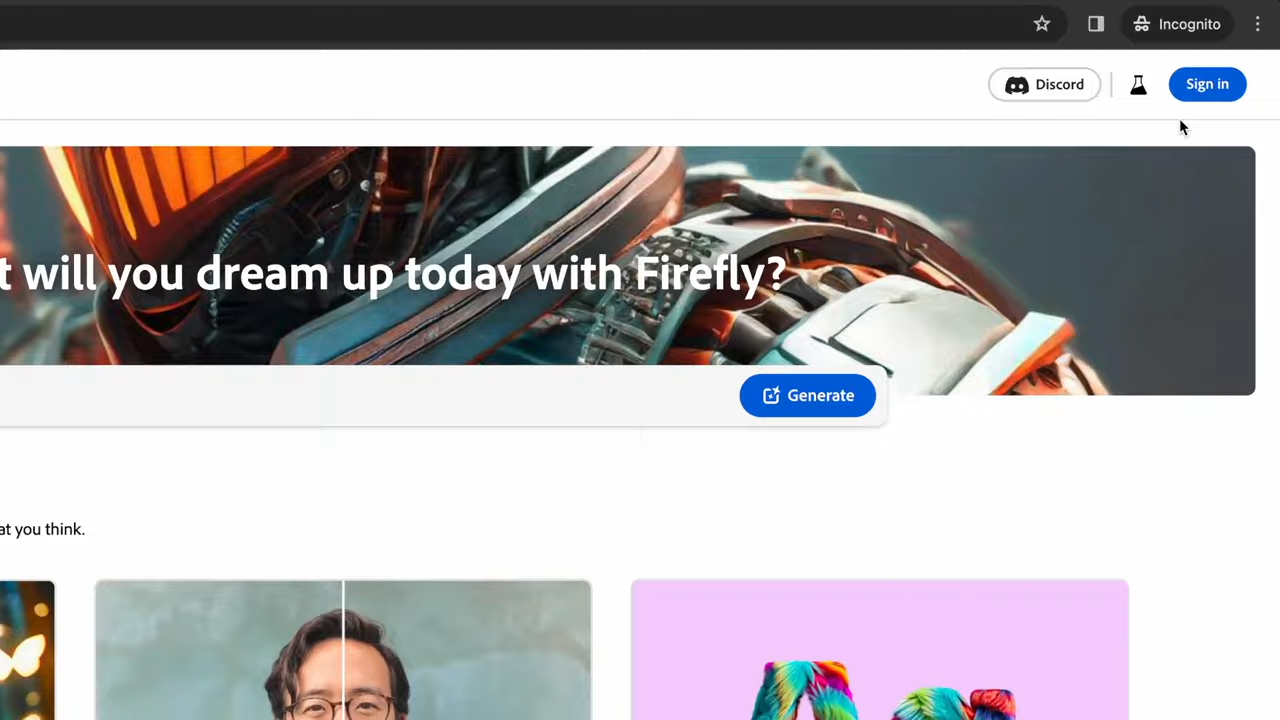 Incognito
Discord
Sign in
t will you dream up today with Firefly?
Generate
at you think.